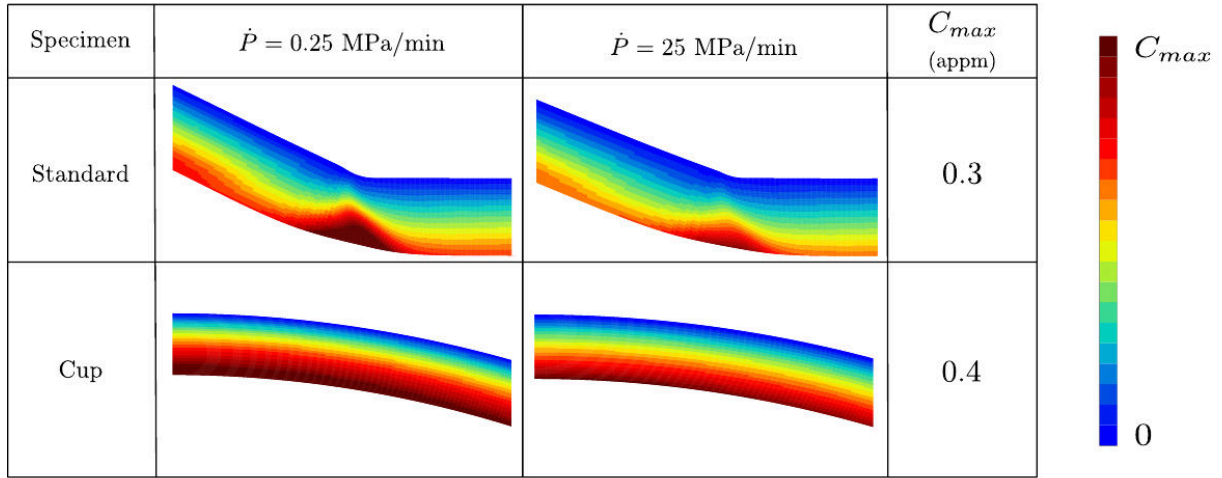 Specimen
Ṗ = 0.25 MPa/min
Ṗ = 25 MPa/min
C_max
(appm)
Standard
0.3
Cup
0.4
C_max
0